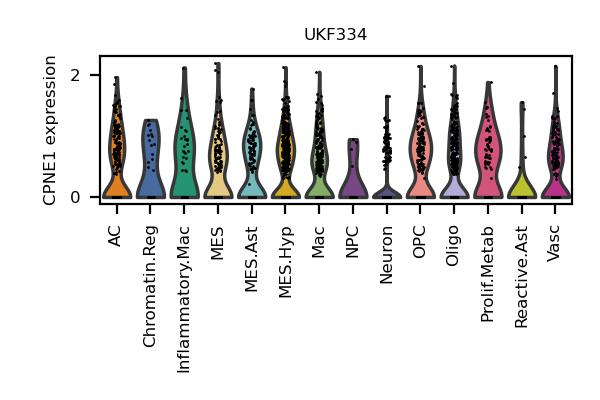 UKF334
CPNE1 expression
2
0
AC
Chromatin.Reg
Inflammatory.Mac
MES
MES.Ast
MES.Hyp
Mac
NPC
Neuron
OPC
Oligo
Prolif.Metab
Reactive.Ast
Vasc